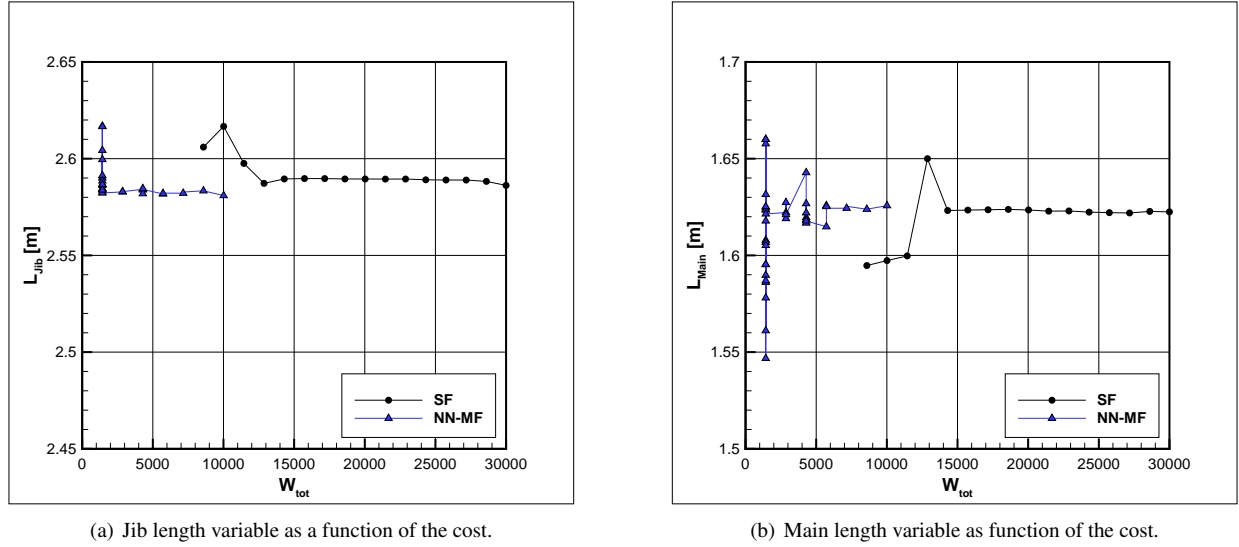 L_Jib [m]
2.65
2.6
2.55
2.5
2.45
0 5000 10000 15000 20000 25000 30000
W_tot
SF
NN-MF
(a) Jib length variable as a function of the cost.
L_Main [m]
1.7
1.65
1.6
1.55
1.5
0 5000 10000 15000 20000 25000 30000
W_tot
SF
NN-MF
(b) Main length variable as function of the cost.